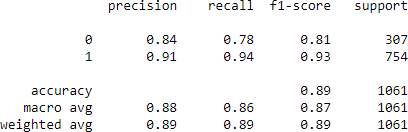 precision recall f1-score support
0 0.84 0.78 0.81 307
1 0.91 0.94 0.93 754
accuracy 0.89 1061
macro avg 0.88 0.86 0.87 1061
weighted avg 0.89 0.89 0.89 1061